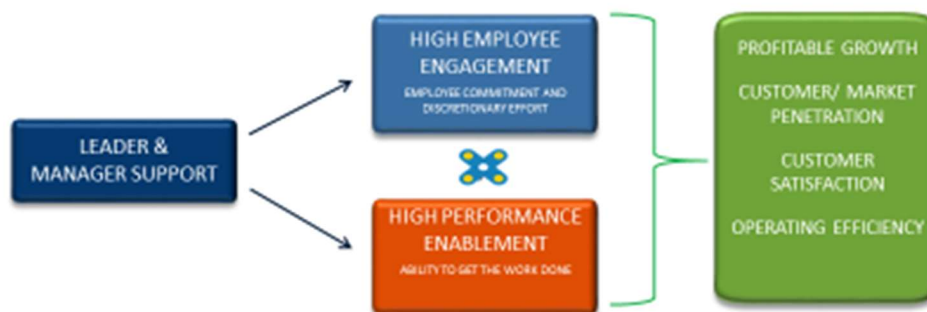 LEADER &
MANAGER SUPPORT
HIGH EMPLOYEE
ENGAGEMENT
EMPLOYEE COMMITMENT AND
DISCRETIONARY EFFORT
HIGH PERFORMANCE
ENABLEMENT
ABILITY TO GET THE WORK DONE
PROFITABLE GROWTH
CUSTOMER/ MARKET
PENETRATION
CUSTOMER
SATISFACTION
OPERATING EFFICIENCY